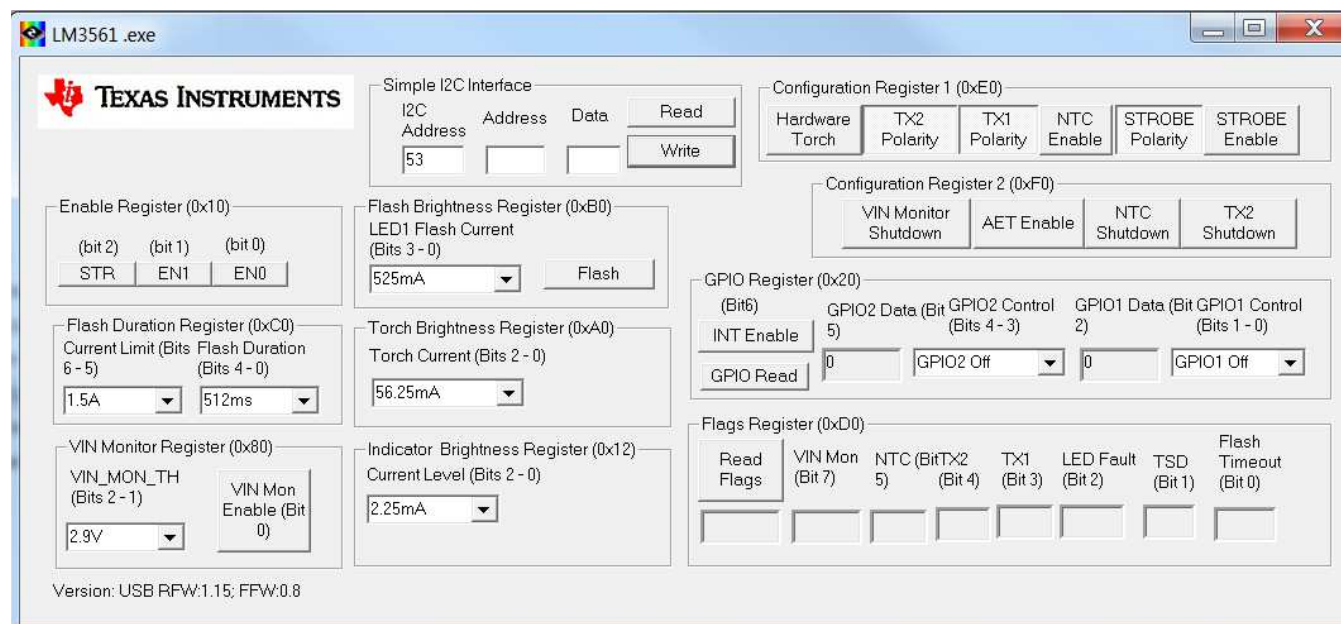 LM3561 .exe
TEXAS INSTRUMENTS
Simple I2C Interface
I2C Address
Address
Data
Read
53
Write
Configuration Register 1 (0xE0)
Hardware Torch
TX2 Polarity
TX1 Polarity
NTC Enable
STROBE Polarity
STROBE Enable
Configuration Register 2 (0xF0)
VIN Monitor Shutdown
AET Enable
NTC Shutdown
TX2 Shutdown
Enable Register (0x10)
(bit 2) (bit 1) (bit 0)
STR EN1 EN0
Flash Brightness Register (0xB0)
LED1 Flash Current
(Bits 3 - 0)
525mA
Flash
GPIO Register (0x20)
(Bit6)
INT Enable
GPIO Read
GPIO2 Data (Bit
5)
0
GPIO2 Control
(Bits 4 - 3)
GPIO2 Off
GPIO1 Data (Bit
2)
0
GPIO1 Control
(Bits 1 - 0)
GPIO1 Off
Flash Duration Register (0xC0)
Current Limit (Bits
6 - 5)
1.5A
Flash Duration
(Bits 4 - 0)
512ms
Torch Brightness Register (0xA0)
Torch Current (Bits 2 - 0)
56.25mA
VIN Monitor Register (0x80)
VIN_MON_TH
(Bits 2 - 1)
2.9V
VIN Mon
Enable (Bit
0)
Indicator Brightness Register (0x12)
Current Level (Bits 2 - 0)
2.25mA
Flags Register (0xD0)
Read
Flags
VIN Mon
(Bit 7)
NTC (Bit
5)
TX2
(Bit 4)
TX1
(Bit 3)
LED Fault
(Bit 2)
TSD
(Bit 1)
Flash
Timeout
(Bit 0)
Version: USB RFW:1.15; FFW:0.8